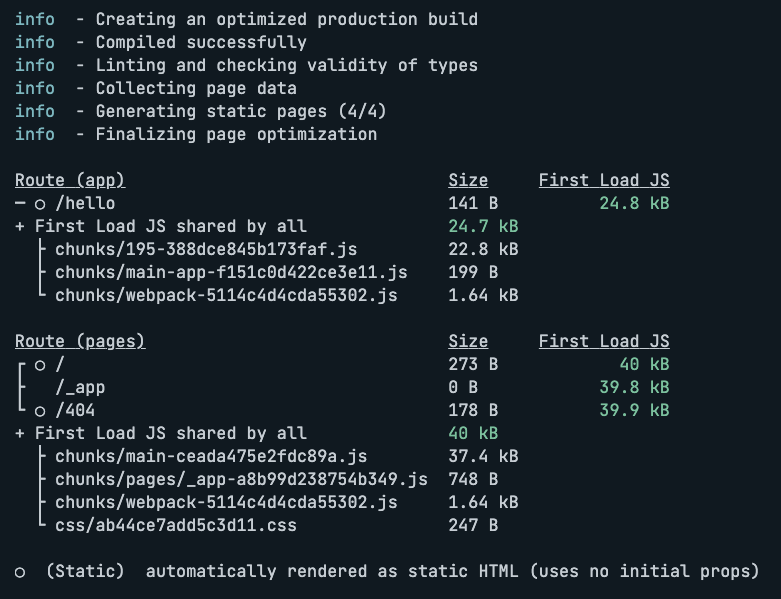 info  - Creating an optimized production build
info  - Compiled successfully
info  - Linting and checking validity of types
info  - Collecting page data
info  - Generating static pages (4/4)
info  - Finalizing page optimization

Route (app)                                Size     First Load JS
─ ○ /hello                                 141 B          24.8 kB
+ First Load JS shared by all              24.7 kB
  ├ chunks/195-388dce845b173faf.js         22.8 kB
  ├ chunks/main-app-f151c0d422ce3e11.js    199 B
  └ chunks/webpack-5114c4d4cda55302.js     1.64 kB

Route (pages)                              Size     First Load JS
┌ ○ /                                      273 B            40 kB
├   /_app                                  0 B            39.8 kB
└ ○ /404                                   178 B          39.9 kB
+ First Load JS shared by all              40 kB
  ├ chunks/main-ceada475e2fdc89a.js        37.4 kB
  ├ chunks/pages/_app-a8b99d238754b349.js  748 B
  ├ chunks/webpack-5114c4d4cda55302.js     1.64 kB
  └ css/ab44ce7add5c3d11.css               247 B

○  (Static)  automatically rendered as static HTML (uses no initial props)